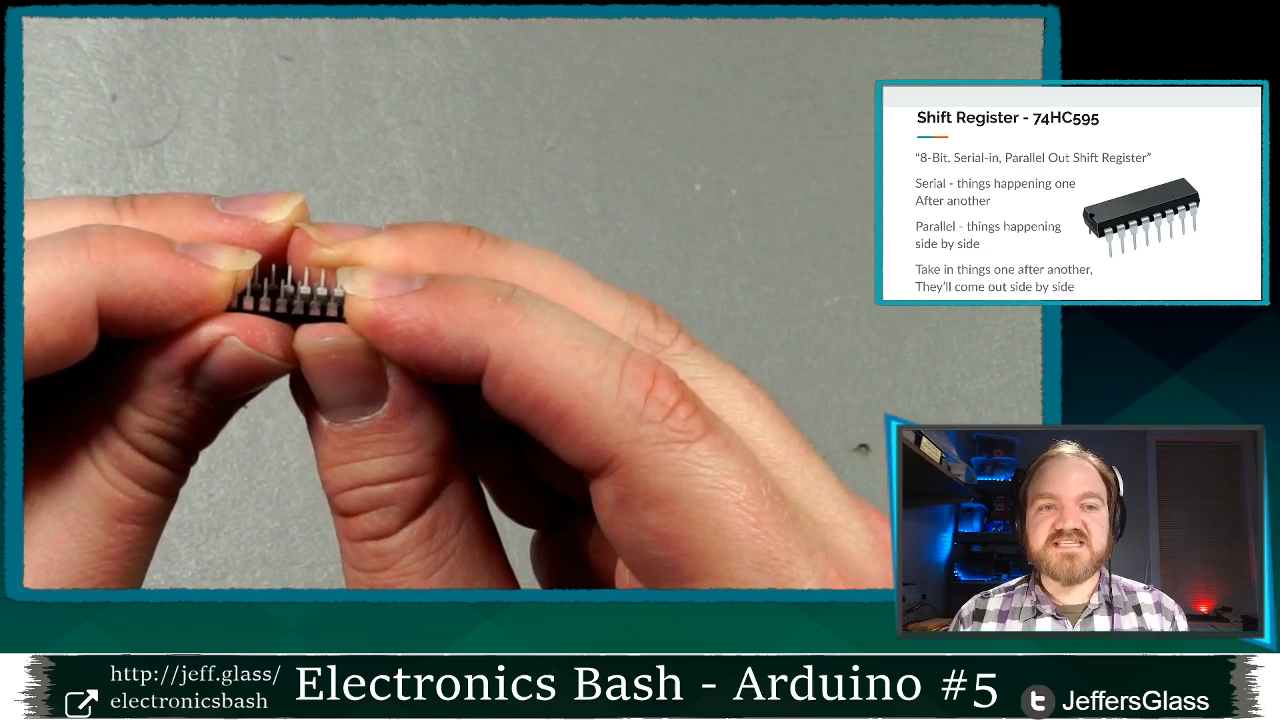 Shift Register - 74HC595
"8-Bit, Serial-in, Parallel Out Shift Register"
Serial - things happening one
After another
Parallel - things happening
side by side
Take in things one after another,
They'll come out side by side
http://jeff.glass/
electronicsbash
Electronics Bash - Arduino #5
t JeffersGlass